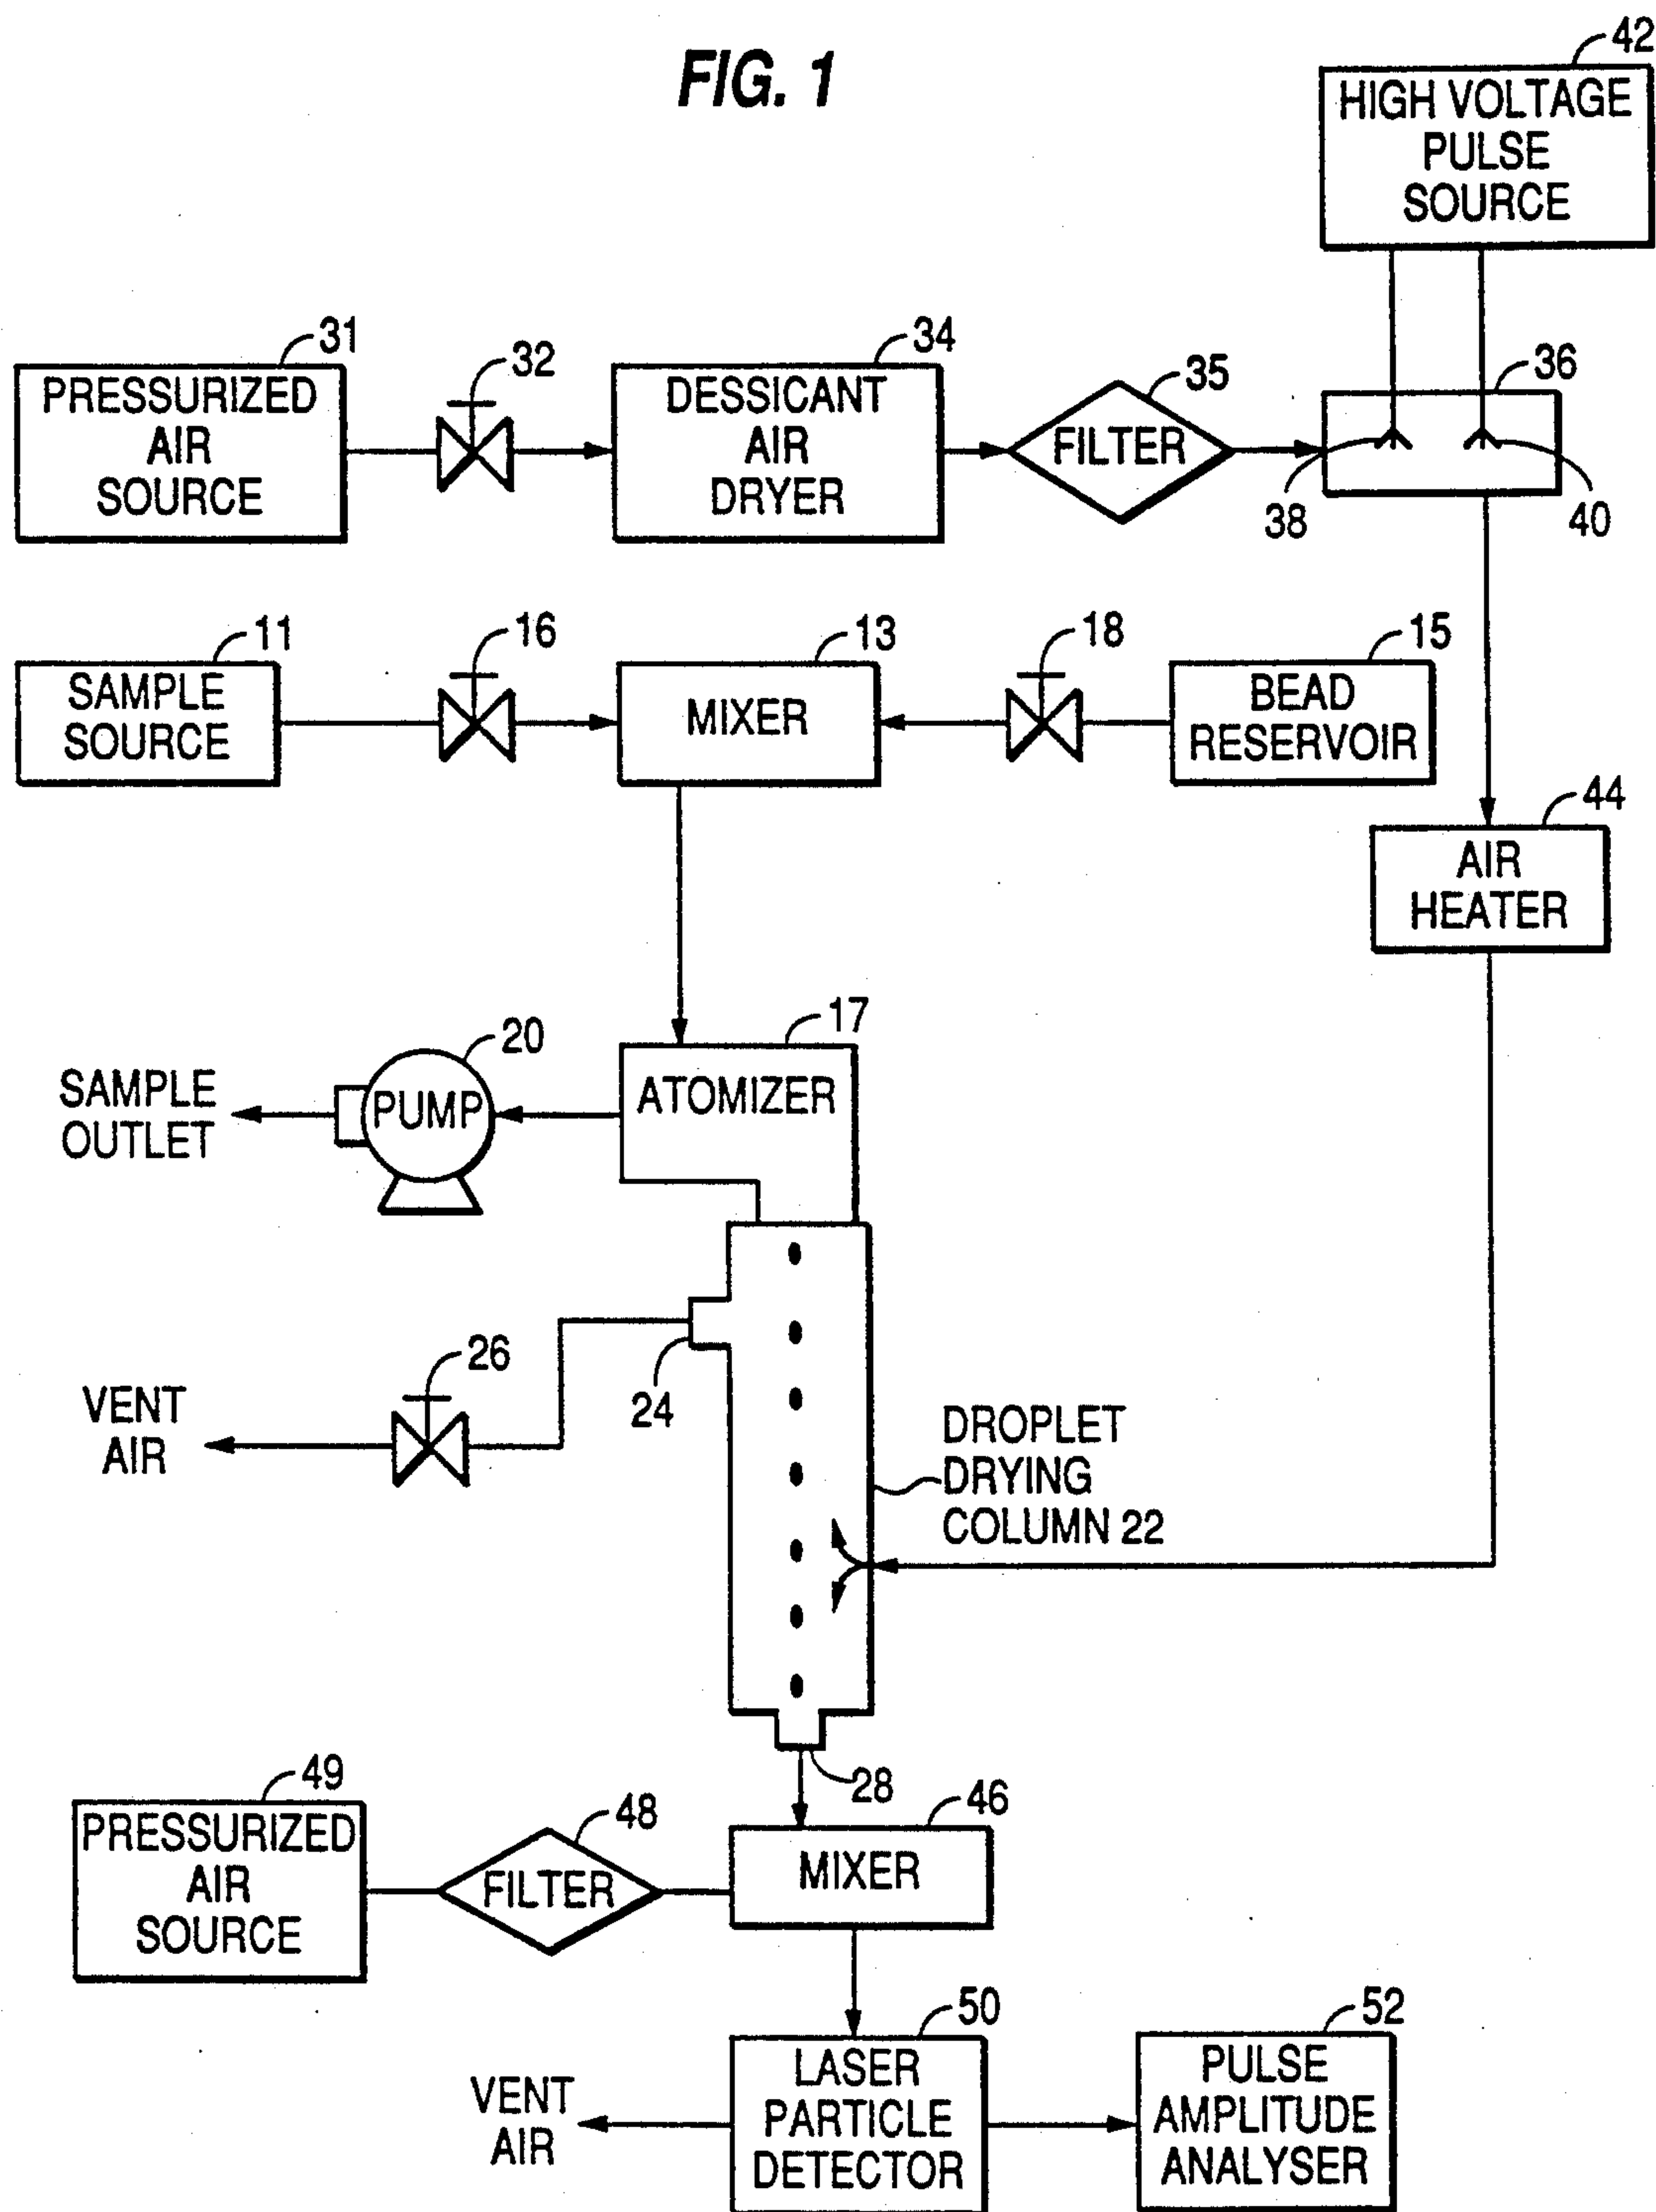 FIG. 1
42
HIGH VOLTAGE
PULSE
SOURCE
31
PRESSURIZED
AIR
SOURCE
32
34
DESSICANT
AIR
DRYER
35
FILTER
36
38
40
11
SAMPLE
SOURCE
16
13
MIXER
18
15
BEAD
RESERVOIR
44
AIR
HEATER
17
ATOMIZER
20
PUMP
SAMPLE
OUTLET
24
26
VENT
AIR
DROPLET
DRYING
COLUMN 22
28
49
PRESSURIZED
AIR
SOURCE
48
FILTER
46
MIXER
50
LASER
PARTICLE
DETECTOR
VENT
AIR
52
PULSE
AMPLITUDE
ANALYSER